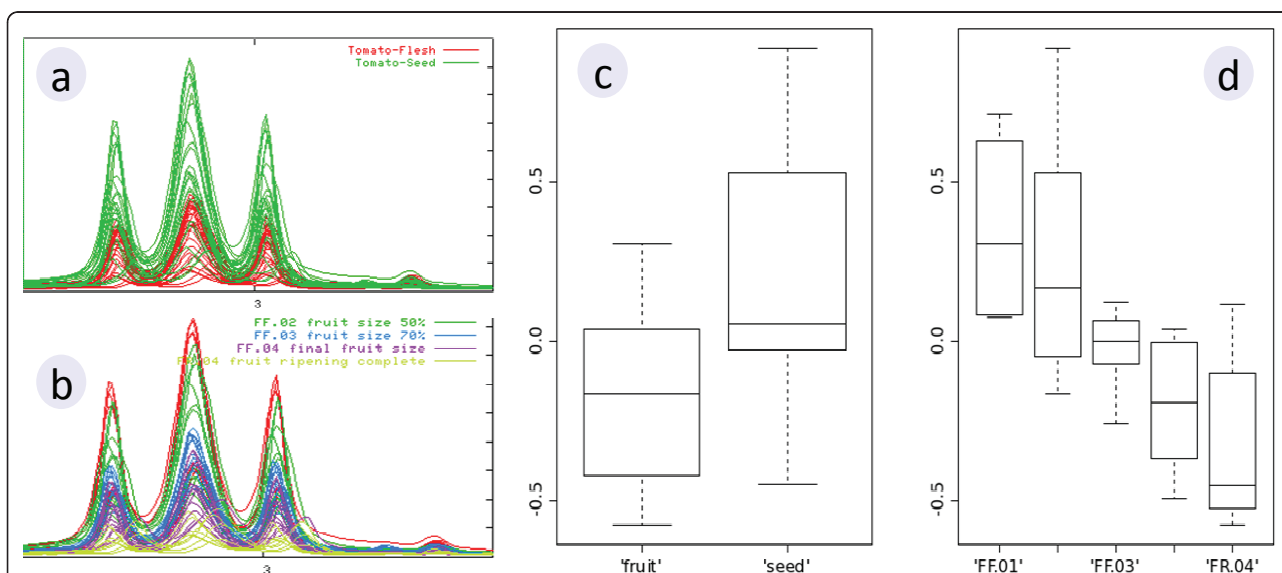 a
Tomato-Flesh
Tomato-Seed
3
b
FF.02 fruit size 50%
FF.03 fruit size 70%
FF.04 final fruit size
04 fruit ripening complete
3
c
0.5
0.0
-0.5
'fruit'
'seed'
d
0.5
0.0
-0.5
'FF.01'
'FF.03'
'FR.04'